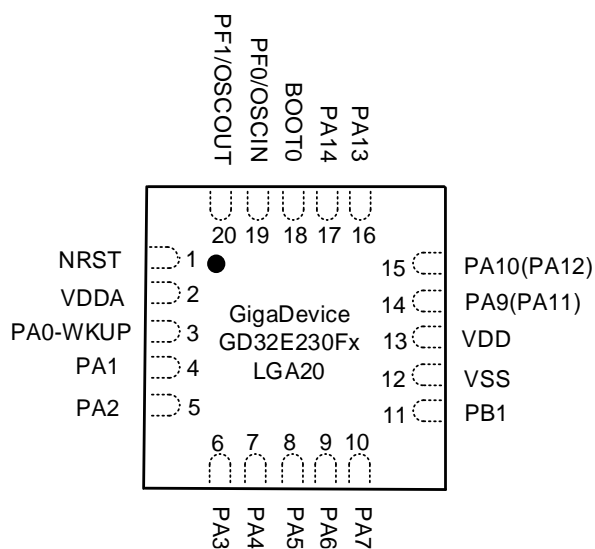 PF1/OSCOUT
PF0/OSCIN
BOOT0
PA14
PA13
20 19 18 17 16
NRST 1
VDDA 2
PA0-WKUP 3
PA1 4
PA2 5
GigaDevice
GD32E230Fx
LGA20
15 PA10(PA12)
14 PA9(PA11)
13 VDD
12 VSS
11 PB1
6 7 8 9 10
PA3
PA4
PA5
PA6
PA7